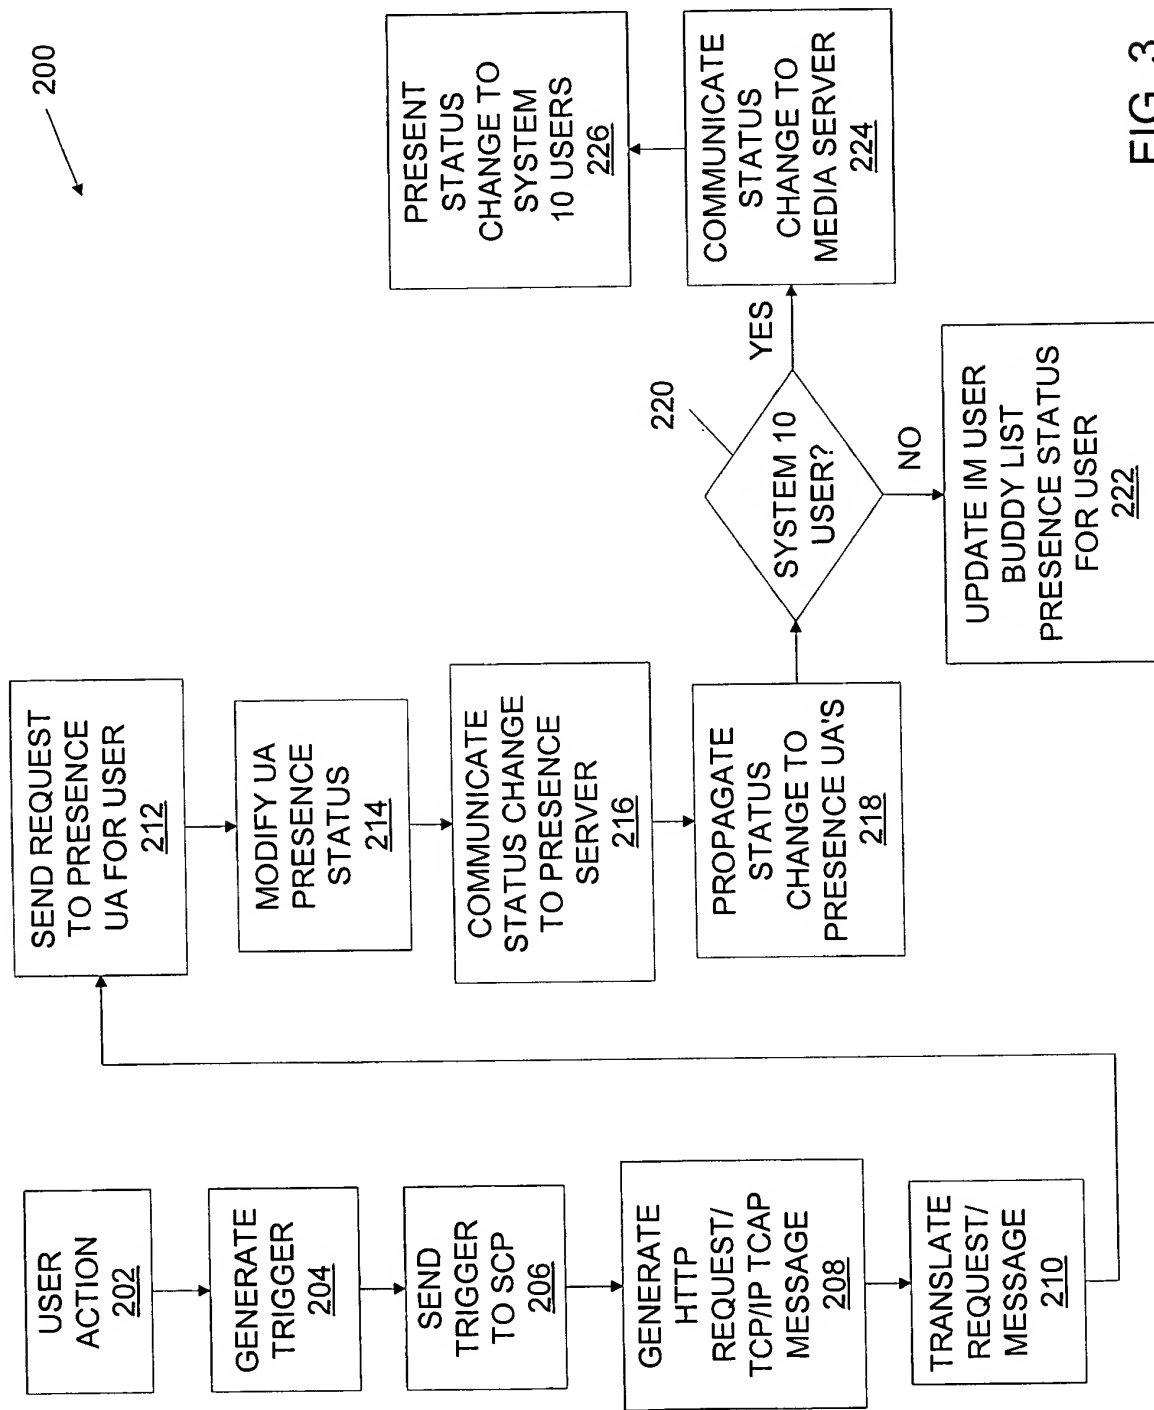 200
USER
ACTION
202
GENERATE
TRIGGER
204
SEND
TRIGGER
TO SCP
206
GENERATE
HTTP
REQUEST/
TCP/IP TCAP
MESSAGE
208
TRANSLATE
REQUEST/
MESSAGE
210
SEND REQUEST
TO PRESENCE
UA FOR USER
212
MODIFY UA
PRESENCE
STATUS
214
COMMUNICATE
STATUS CHANGE
TO PRESENCE
SERVER
216
PROPAGATE
STATUS
CHANGE TO
PRESENCE UA'S
218
220
SYSTEM 10
USER?
YES
NO
UPDATE IM USER
BUDDY LIST
PRESENCE STATUS
FOR USER
222
COMMUNICATE
STATUS
CHANGE TO
MEDIA SERVER
224
PRESENT
STATUS
CHANGE TO
SYSTEM
10 USERS
226
FIG. 3